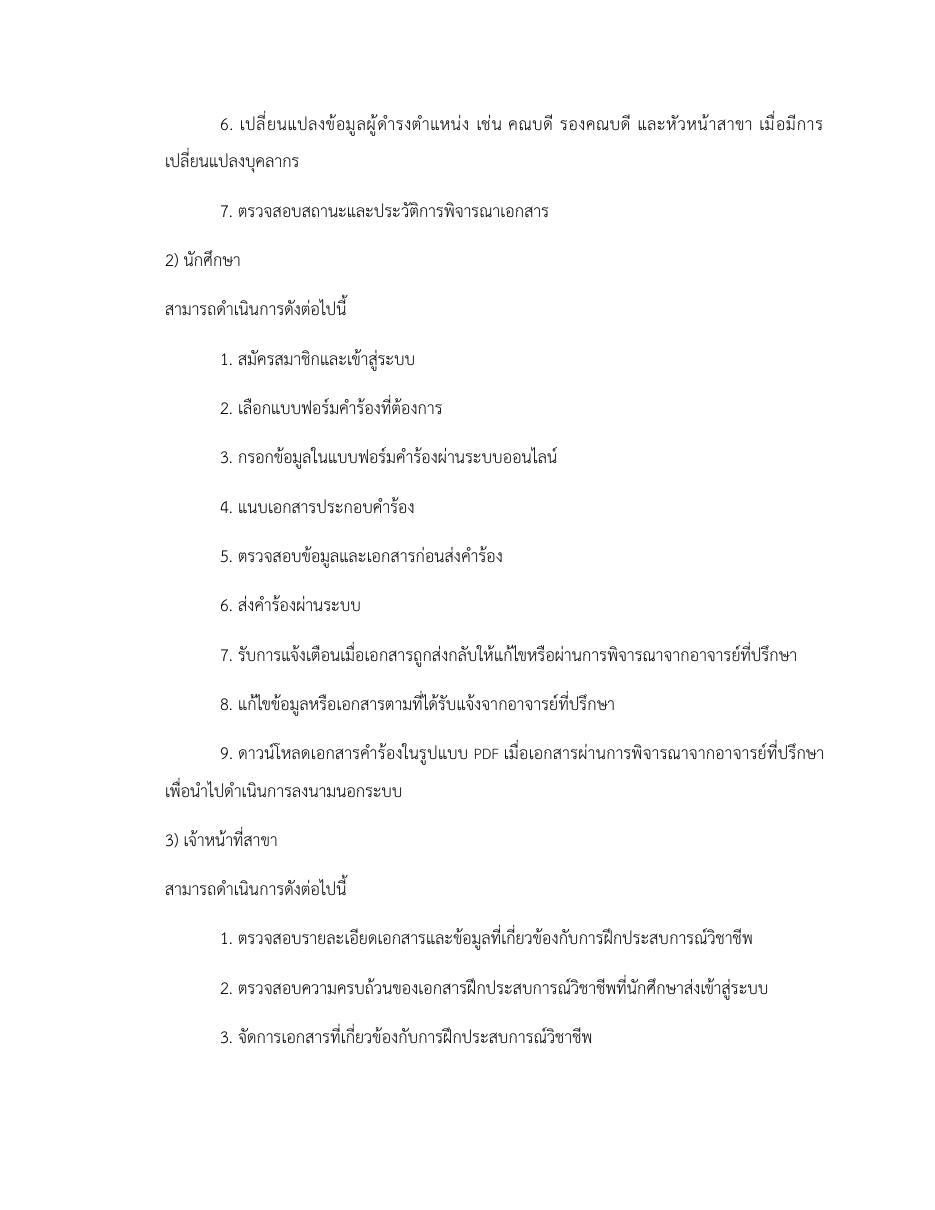 6. เปลี่ยนแปลงข้อมูลผู้ดำรงตำแหน่ง เช่น คณบดี รองคณบดี และหัวหน้าสาขา เมื่อมีการ
เปลี่ยนแปลงบุคลากร
7. ตรวจสอบสถานะและประวัติการพิจารณาเอกสาร
2) นักศึกษา
สามารถดำเนินการดังต่อไปนี้
1. สมัครสมาชิกและเข้าสู่ระบบ
2. เลือกแบบฟอร์มคำร้องที่ต้องการ
3. กรอกข้อมูลในแบบฟอร์มคำร้องผ่านระบบออนไลน์
4. แนบเอกสารประกอบคำร้อง
5. ตรวจสอบข้อมูลและเอกสารก่อนส่งคำร้อง
6. ส่งคำร้องผ่านระบบ
7. รับการแจ้งเตือนเมื่อเอกสารถูกส่งกลับให้แก้ไขหรือผ่านการพิจารณาจากอาจารย์ที่ปรึกษา
8. แก้ไขข้อมูลหรือเอกสารตามที่ได้รับแจ้งจากอาจารย์ที่ปรึกษา
9. ดาวน์โหลดเอกสารคำร้องในรูปแบบ PDF เมื่อเอกสารผ่านการพิจารณาจากอาจารย์ที่ปรึกษา
เพื่อนำไปดำเนินการลงนามนอกระบบ
3) เจ้าหน้าที่สาขา
สามารถดำเนินการดังต่อไปนี้
1. ตรวจสอบรายละเอียดเอกสารและข้อมูลที่เกี่ยวข้องกับการฝึกประสบการณ์วิชาชีพ
2. ตรวจสอบความครบถ้วนของเอกสารฝึกประสบการณ์วิชาชีพที่นักศึกษาส่งเข้าสู่ระบบ
3. จัดการเอกสารที่เกี่ยวข้องกับการฝึกประสบการณ์วิชาชีพ